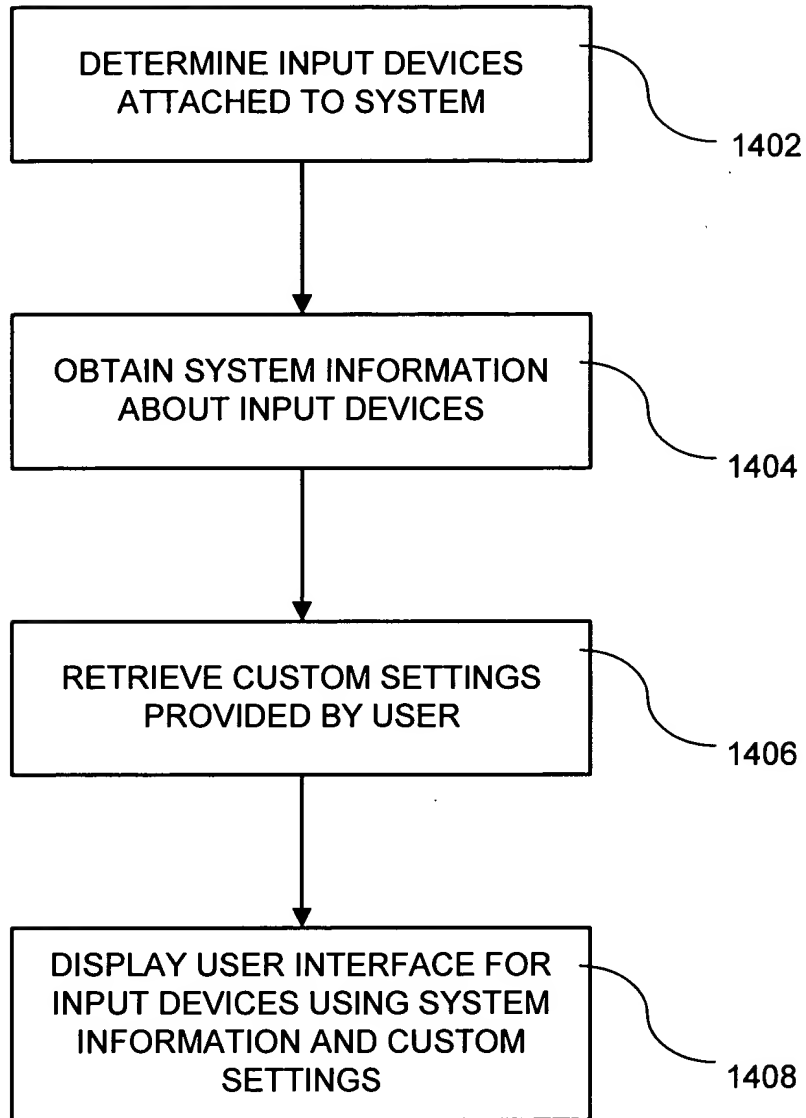 DETERMINE INPUT DEVICES
ATTACHED TO SYSTEM
1402
OBTAIN SYSTEM INFORMATION
ABOUT INPUT DEVICES
1404
RETRIEVE CUSTOM SETTINGS
PROVIDED BY USER
1406
DISPLAY USER INTERFACE FOR
INPUT DEVICES USING SYSTEM
INFORMATION AND CUSTOM
SETTINGS
1408